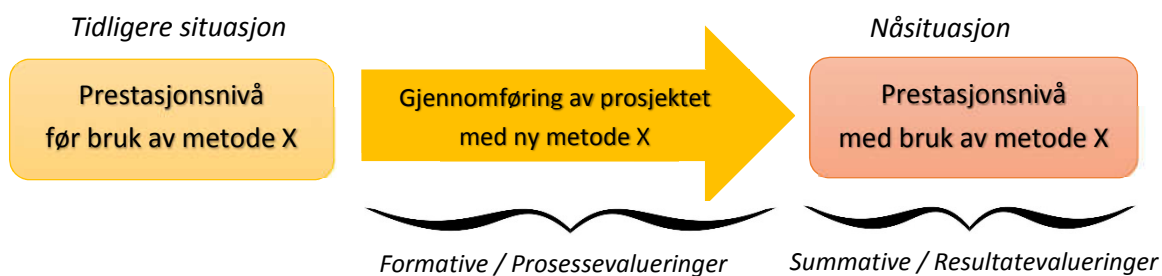 Tidligere situasjon
Nåsituasjon
Prestasjonsnivå
før bruk av metode X
Gjennomføring av prosjektet
med ny metode X
Prestasjonsnivå
med bruk av metode X
Formative / Prosessevalueringer
Summative / Resultatevalueringer